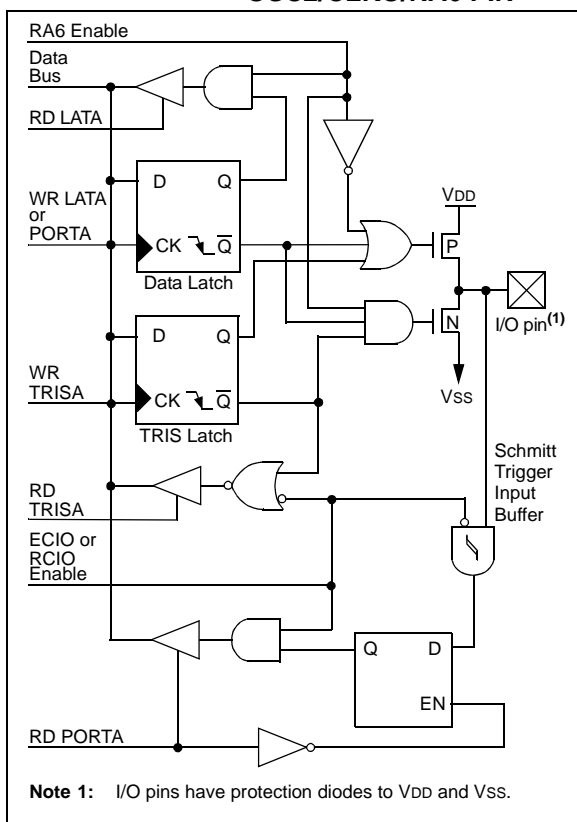 OSC2/CLKO/RA6 PIN
RA6 Enable
Data
Bus
RD LATA
D
Q
VDD
WR LATA
or
PORTA
CK
Q
P
Data Latch
I/O pin(1)
N
D
Q
WR
TRISA
CK
Q
VSS
TRIS Latch
Schmitt
Trigger
Input
Buffer
RD
TRISA
ECIO or
RCIO
Enable
Q
D
EN
RD PORTA
Note 1: I/O pins have protection diodes to VDD and VSS.